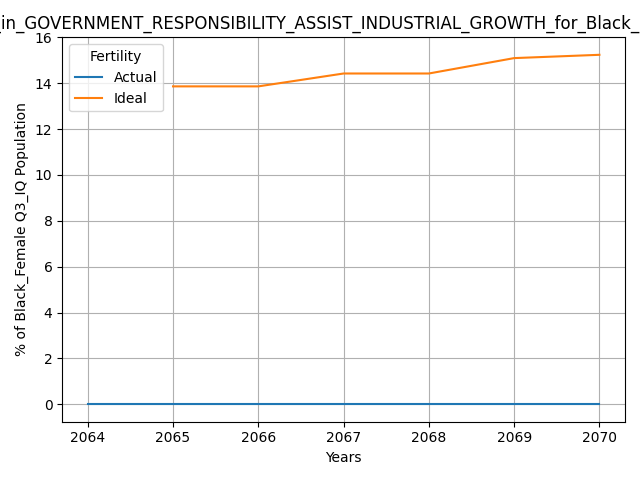 _in_GOVERNMENT_RESPONSIBILITY_ASSIST_INDUSTRIAL_GROWTH_for_Black_
Fertility
Actual
Ideal
16
14
12
10
8
6
4
2
0
% of Black_Female Q3_IQ Population
2064 2065 2066 2067 2068 2069 2070
Years